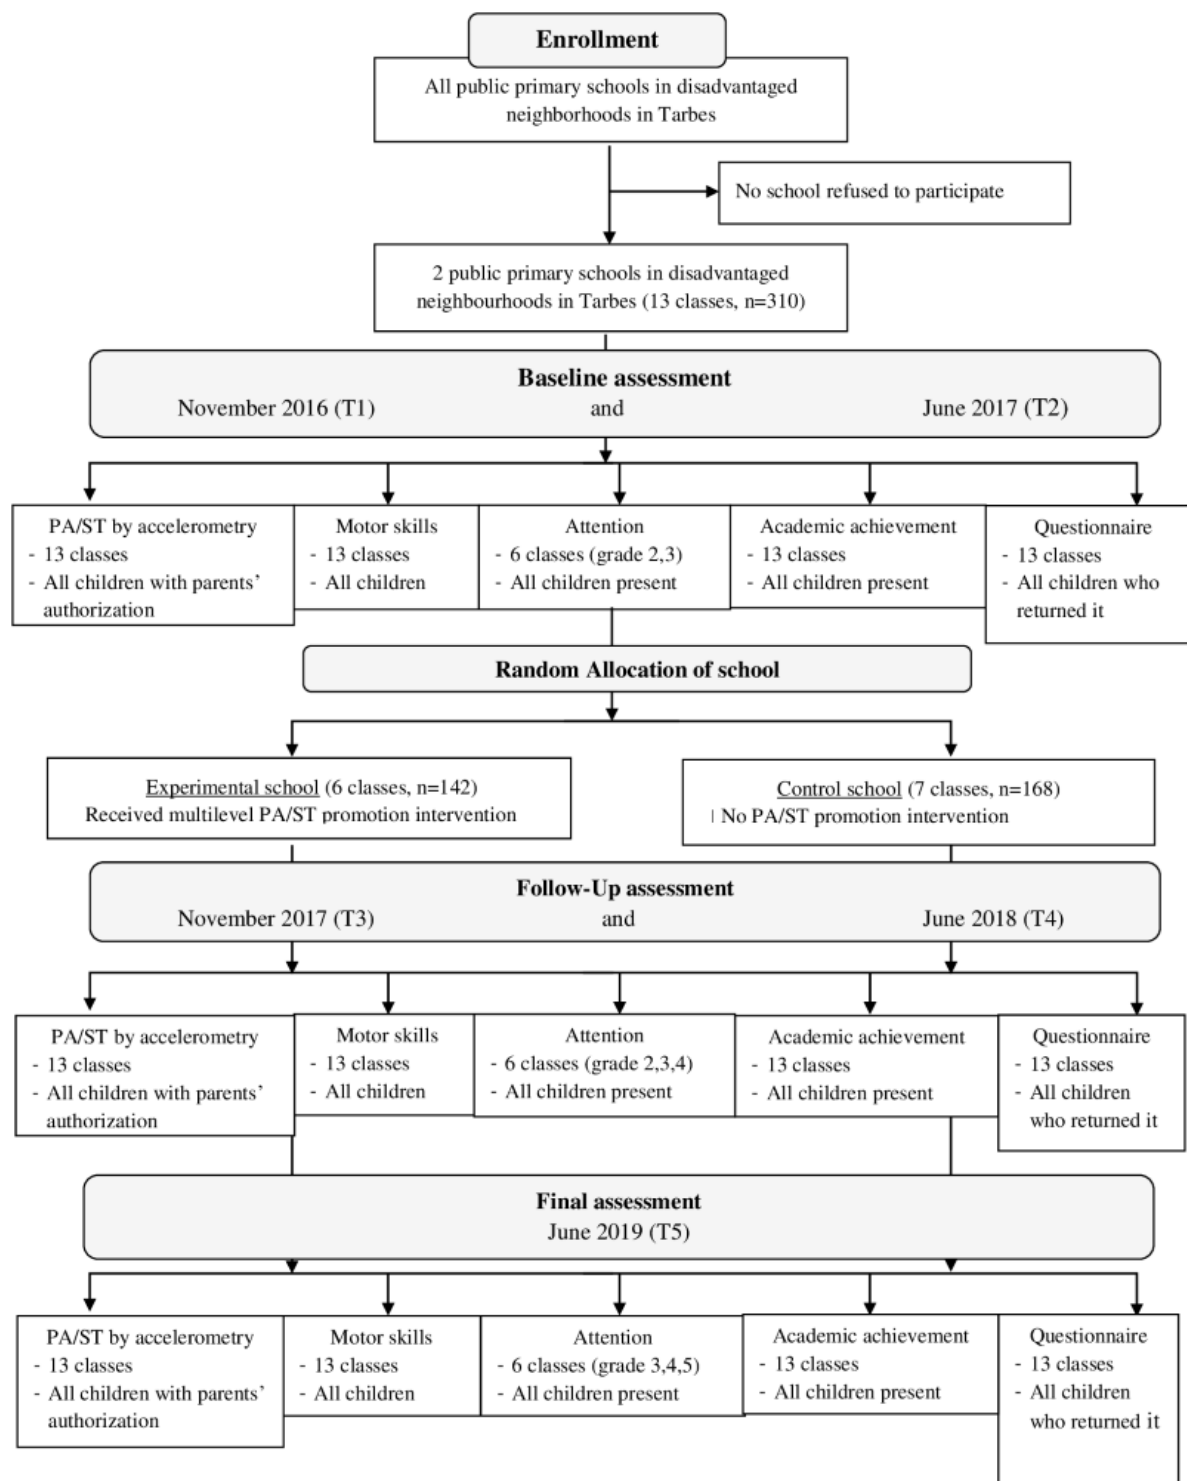 Enrollment
All public primary schools in disadvantaged
neighborhoods in Tarbes
No school refused to participate
2 public primary schools in disadvantaged
neighbourhoods in Tarbes (13 classes, n=310)
Baseline assessment
November 2016 (T1) and June 2017 (T2)
PA/ST by accelerometry
- 13 classes
- All children with parents’
authorization
Motor skills
- 13 classes
- All children
Attention
- 6 classes (grade 2,3)
- All children present
Academic achievement
- 13 classes
- All children present
Questionnaire
- 13 classes
- All children who
returned it
Random Allocation of school
Experimental school (6 classes, n=142)
Received multilevel PA/ST promotion intervention
Control school (7 classes, n=168)
No PA/ST promotion intervention
Follow-Up assessment
November 2017 (T3) and June 2018 (T4)
PA/ST by accelerometry
- 13 classes
- All children with parents’
authorization
Motor skills
- 13 classes
- All children
Attention
- 6 classes (grade 2,3,4)
- All children present
Academic achievement
- 13 classes
- All children present
Questionnaire
- 13 classes
- All children
who returned it
Final assessment
June 2019 (T5)
PA/ST by accelerometry
- 13 classes
- All children with parents’
authorization
Motor skills
- 13 classes
- All children
Attention
- 6 classes (grade 3,4,5)
- All children present
Academic achievement
- 13 classes
- All children present
Questionnaire
- 13 classes
- All children
who returned it